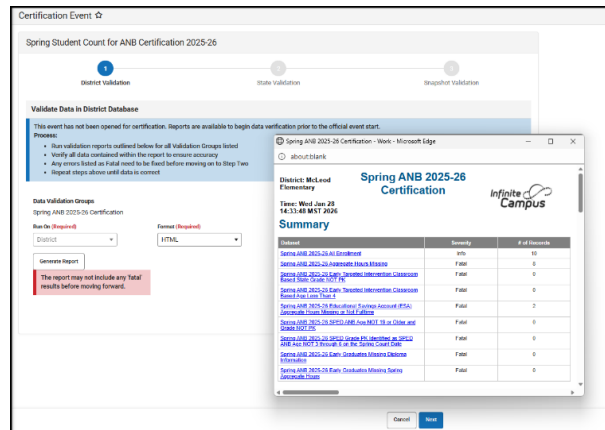 Certification Event ☆
Spring Student Count for ANB Certification 2025-26
1
2
3
District Validation
State Validation
Snapshot Validation
Validate Data in District Database
This event has not been opened for certification. Reports are available to begin data verification prior to the official event start.
Process:
• Run validation reports outlined below for all Validation Groups listed
• Verify all data contained within the report to ensure accuracy
• Any errors listed as Fatal need to be fixed before moving on to Step Two
• Repeat steps above until data is correct
Data Validation Groups
Spring ANB 2025-26 Certification
Run On (Required)
Format (Required)
District
HTML
Generate Report
The report may not include any 'fatal'
results before moving forward.
Spring ANB 2025-26 Certification - Work - Microsoft Edge
about:blank
District: McLeod
Elementary
Spring ANB 2025-26
Certification
Infinite
Campus
Time: Wed Jan 28
14:33:48 MST 2026
Summary
Dataset Severity # of Records
Spring ANB 2025-26 All Enrollment Info 10
Spring ANB 2025-26 Aggregate Hours Missing Fatal 8
Spring ANB 2025-26 Early Targeted Intervention Classroom
Based State Grade NOT PK Fatal 0
Spring ANB 2025-26 Early Targeted Intervention Classroom
Based Age Less Than 4 Fatal 0
Spring ANB 2025-26 Educational Savings Account (ESA)
Aggregate Hours Missing or Not Fulltime Fatal 2
Spring ANB 2025-26 SPED ANB Age NOT 19 or Older and
Grade NOT PK Fatal 0
Spring ANB 2025-26 SPED Grade PK Identified as SPED
ANB Age NOT 3 through 6 on the Spring Count Date Fatal 0
Spring ANB 2025-26 Early Graduates Missing Diploma
Information Fatal 0
Spring ANB 2025-26 Early Graduates Missing Spring
Aggregate Hours Fatal 0
Cancel
Next